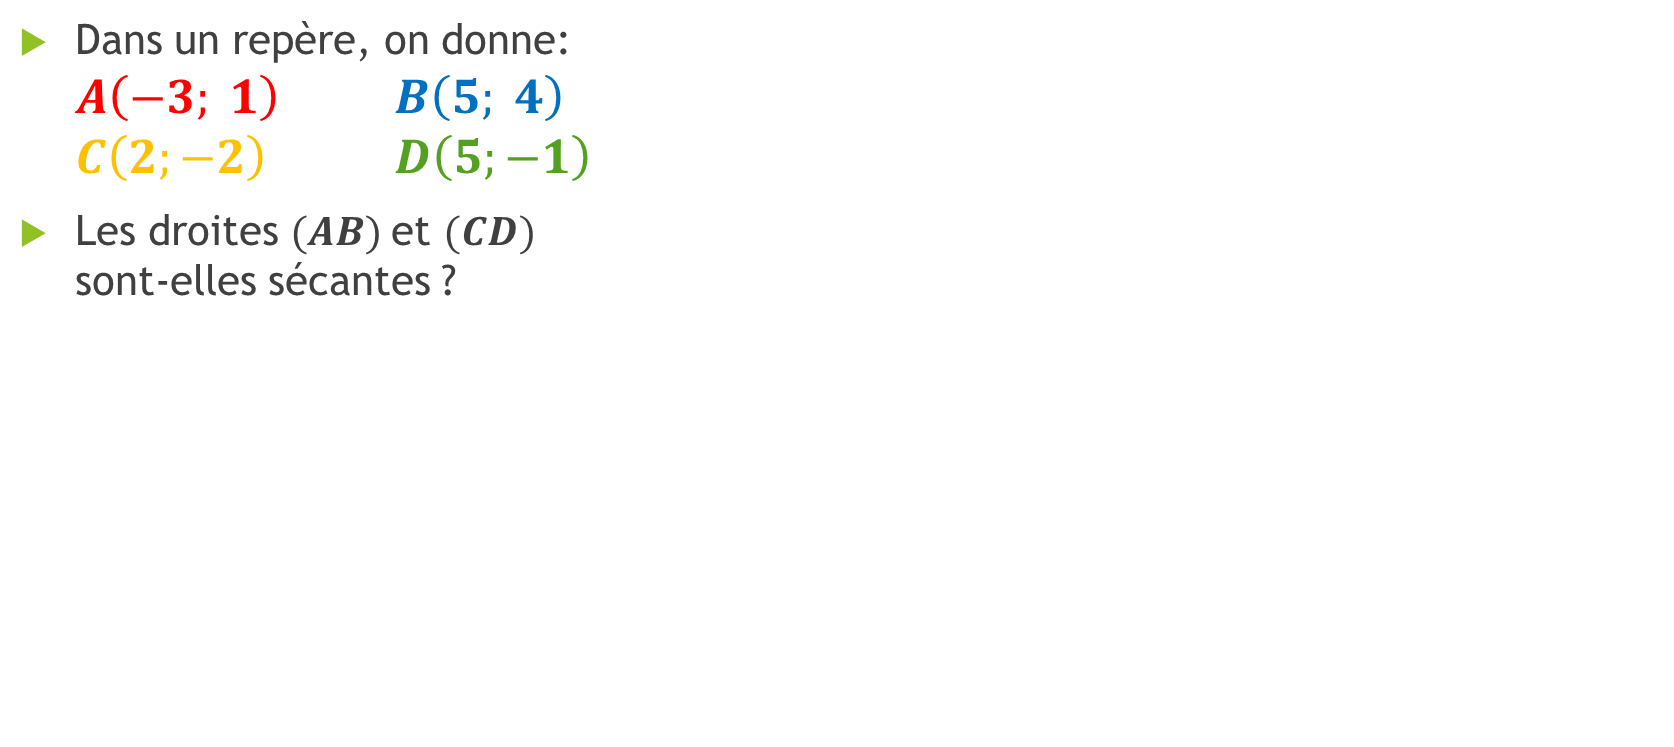 Dans un repère, on donne:
A(−3; 1) B(5; 4)
C(2; −2) D(5; −1)
Les droites (AB) et (CD)
sont-elles sécantes ?